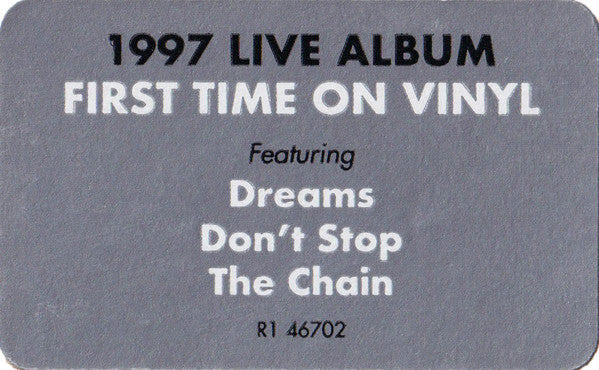 1997 LIVE ALBUM
FIRST TIME ON VINYL
Featuring
Dreams
Don't Stop
The Chain
R1 46702